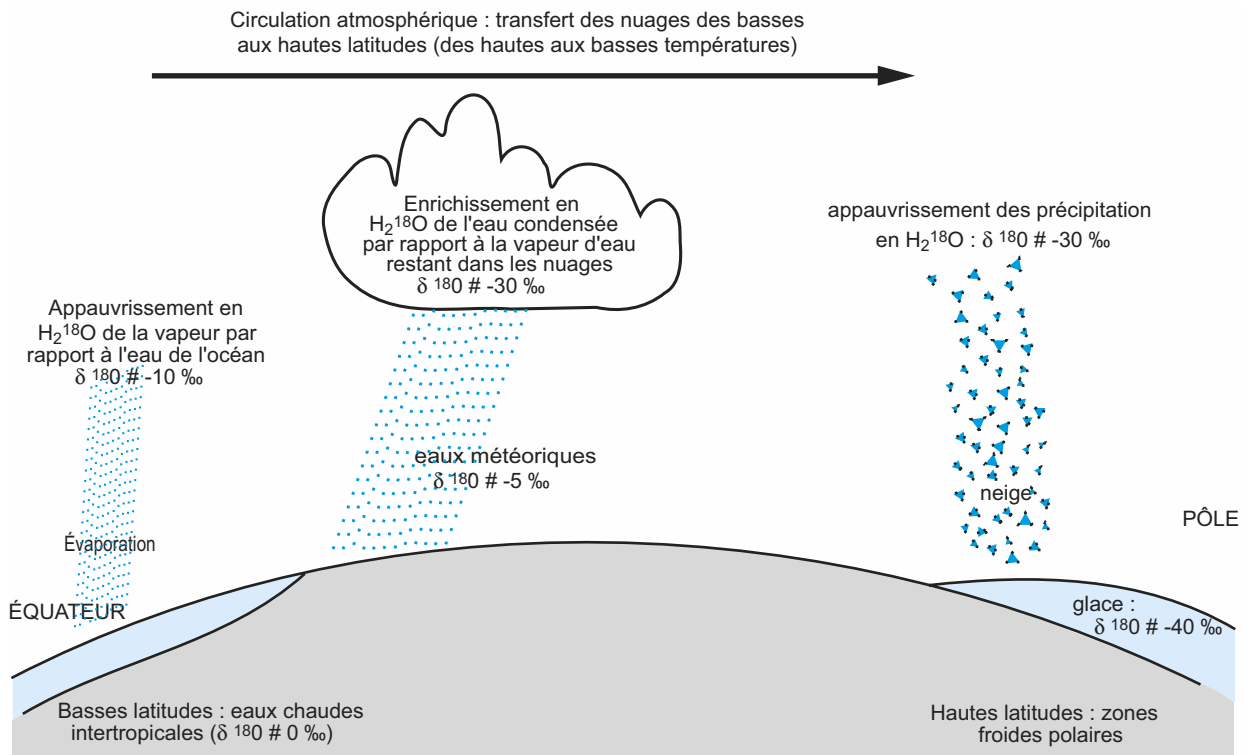 Circulation atmosphérique : transfert des nuages des basses
aux hautes latitudes (des hautes aux basses températures)
Enrichissement en
H₂¹⁸O de l'eau condensée
par rapport à la vapeur d'eau
restant dans les nuages
δ ¹⁸0 # -30 ‰
appauvrissement des précipitation
en H₂¹⁸O : δ ¹⁸0 # -30 ‰
Appauvrissement en
H₂¹⁸O de la vapeur par
rapport à l'eau de l'océan
δ ¹⁸0 # -10 ‰
eaux météoriques
δ ¹⁸0 # -5 ‰
neige
PÔLE
Évaporation
ÉQUATEUR
glace :
δ ¹⁸0 # -40 ‰
Basses latitudes : eaux chaudes
intertropicales (δ ¹⁸0 # 0 ‰)
Hautes latitudes : zones
froides polaires